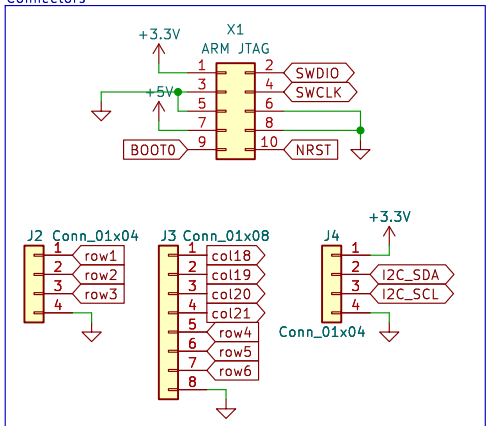 Connectors
+3.3V
X1
ARM JTAG
1 2 SWDIO
3 4 SWCLK
+5V
5 6
7 8
BOOT0 9 10 NRST
J2 Conn_01x04
1 row1
2 row2
3 row3
4
J3 Conn_01x08
1 col18
2 col19
3 col20
4 col21
5 row4
6 row5
7 row6
8
+3.3V
J4
1
2 I2C_SDA
3 I2C_SCL
4
Conn_01x04